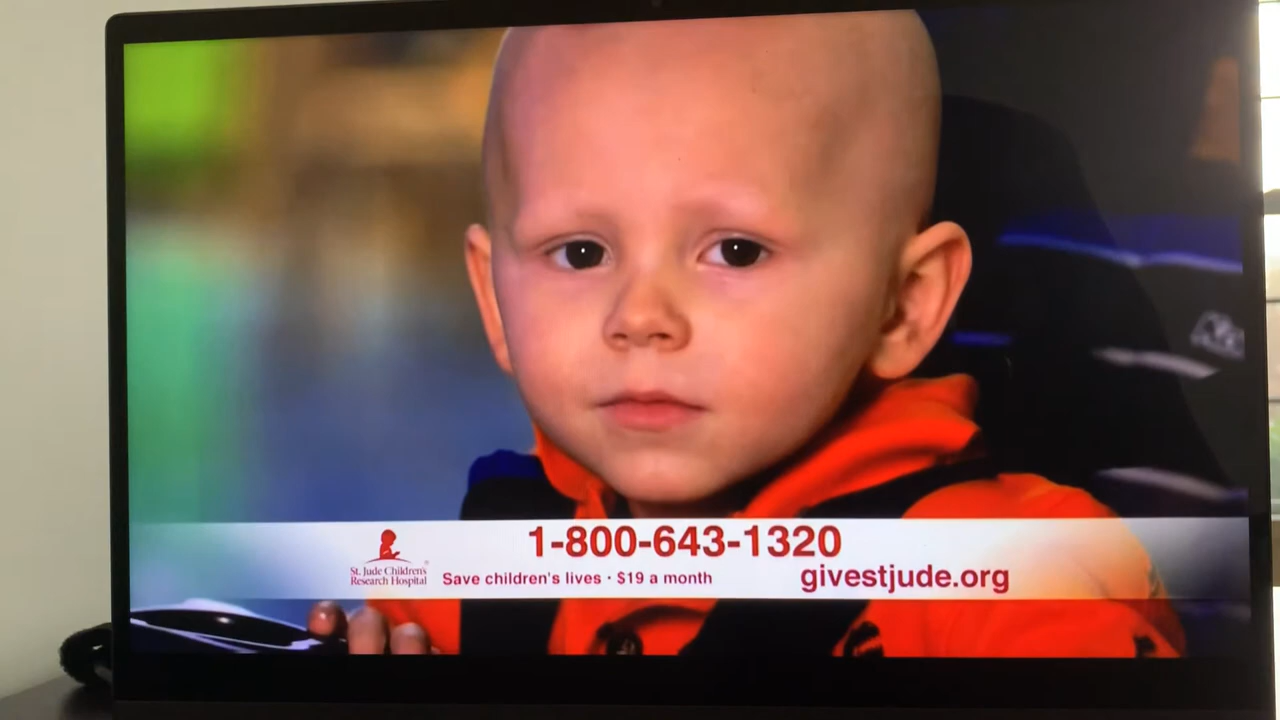 1-800-643-1320
St. Jude Children's
Research Hospital
Save children's lives · $19 a month
givestjude.org